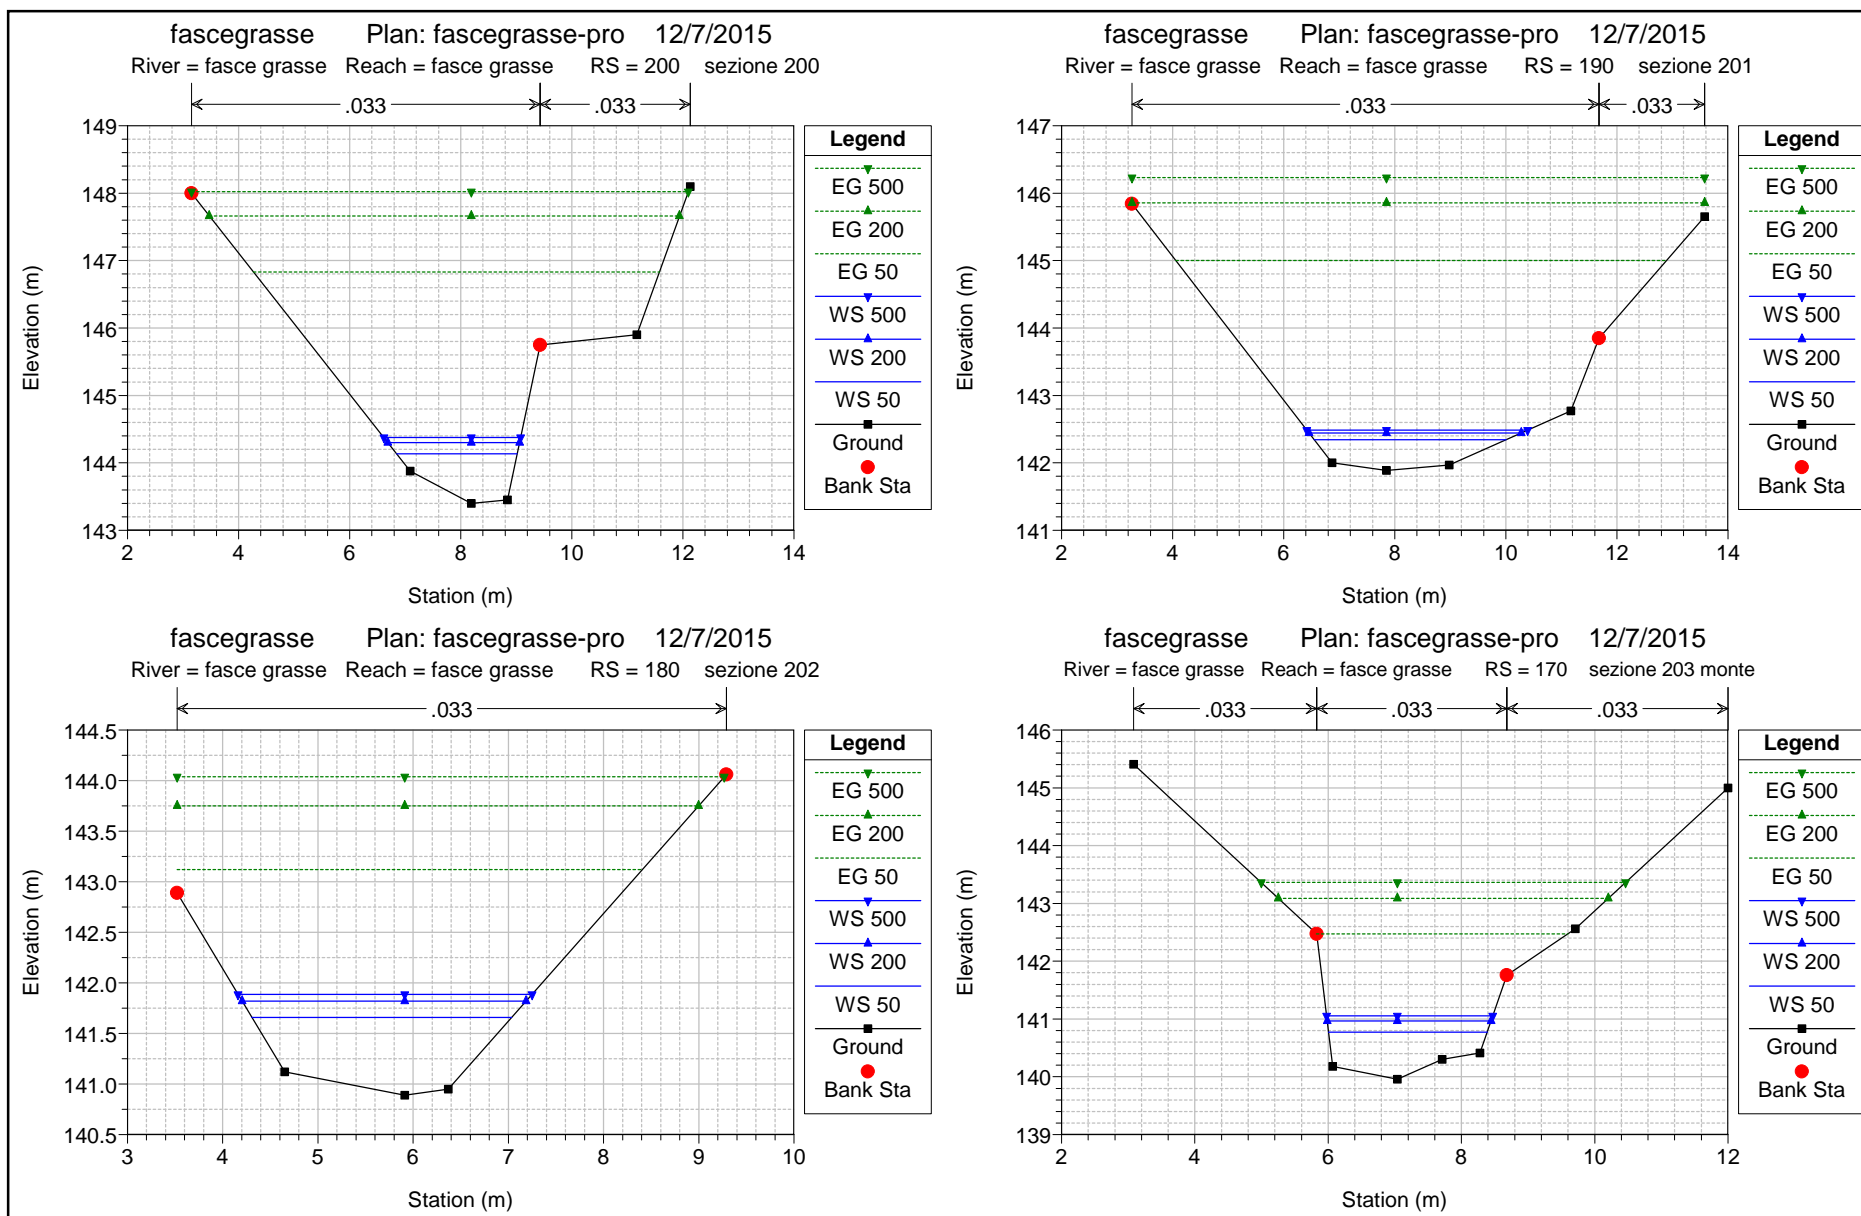 fascegrasse Plan: fascegrasse-pro 12/7/2015
River = fasce grasse Reach = fasce grasse RS = 200 sezione 200
.033 .033
149
148
147
146
145
144
143
2 4 6 8 10 12 14
Elevation (m)
Station (m)
Legend
EG 500
EG 200
EG 50
WS 500
WS 200
WS 50
Ground
Bank Sta
fascegrasse Plan: fascegrasse-pro 12/7/2015
River = fasce grasse Reach = fasce grasse RS = 190 sezione 201
.033 .033
147
146
145
144
143
142
141
2 4 6 8 10 12 14
Elevation (m)
Station (m)
Legend
EG 500
EG 200
EG 50
WS 500
WS 200
WS 50
Ground
Bank Sta
fascegrasse Plan: fascegrasse-pro 12/7/2015
River = fasce grasse Reach = fasce grasse RS = 180 sezione 202
.033
144.5
144.0
143.5
143.0
142.5
142.0
141.5
141.0
140.5
3 4 5 6 7 8 9 10
Elevation (m)
Station (m)
Legend
EG 500
EG 200
EG 50
WS 500
WS 200
WS 50
Ground
Bank Sta
fascegrasse Plan: fascegrasse-pro 12/7/2015
River = fasce grasse Reach = fasce grasse RS = 170 sezione 203 monte
.033 .033 .033
146
145
144
143
142
141
140
139
2 4 6 8 10 12
Elevation (m)
Station (m)
Legend
EG 500
EG 200
EG 50
WS 500
WS 200
WS 50
Ground
Bank Sta